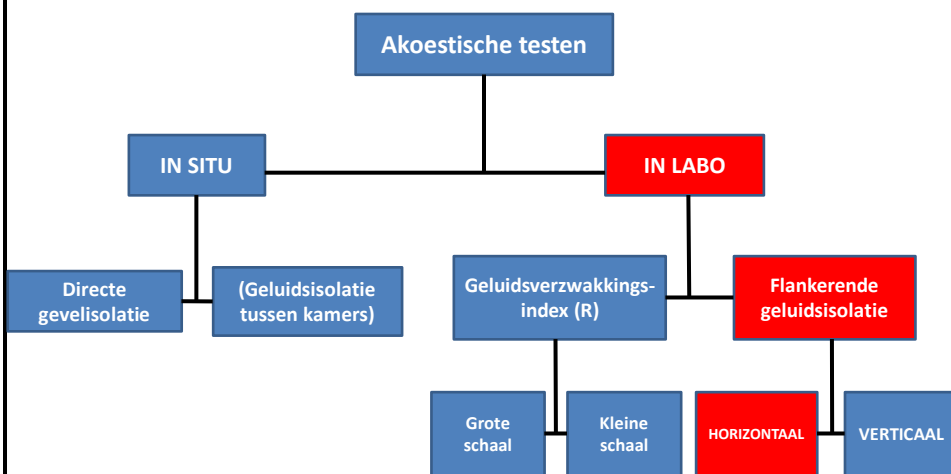 Akoestische testen
IN SITU
IN LABO
Directe
gevelisolatie
(Geluidsisolatie
tussen kamers)
Geluidsverzwakkings-
index (R)
Flankerende
geluidsisolatie
Grote
schaal
Kleine
schaal
HORIZONTAAL
VERTICAAL